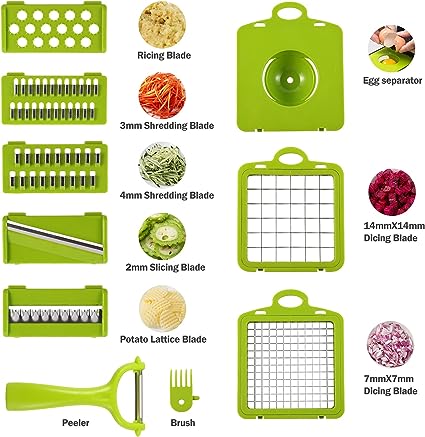 Ricing Blade
Egg separator
3mm Shredding Blade
4mm Shredding Blade
14mmX14mm
Dicing Blade
2mm Slicing Blade
Potato Lattice Blade
7mmX7mm
Dicing Blade
Peeler
Brush